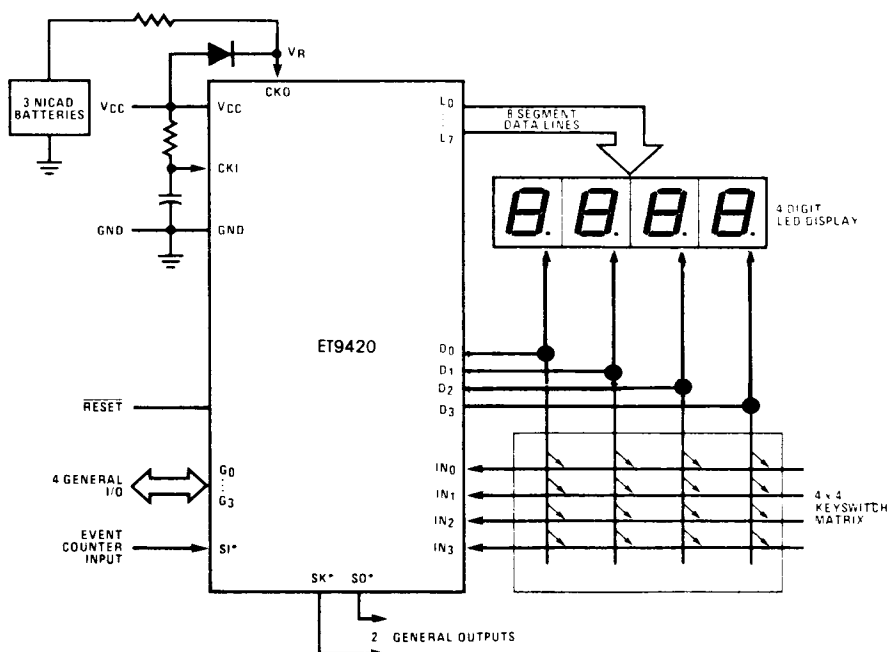 VR
CKO
3 NICAD
BATTERIES
VCC
VCC
L0
L7
8 SEGMENT
DATA LINES
CKI
4 DIGIT
LED DISPLAY
GND
GND
ET9420
D0
D1
D2
D3
RESET
4 GENERAL
I/O
G0
G3
IN0
IN1
IN2
IN3
4 x 4
KEYSWITCH
MATRIX
EVENT
COUNTER
INPUT
SI*
SK*
SO*
2 GENERAL OUTPUTS